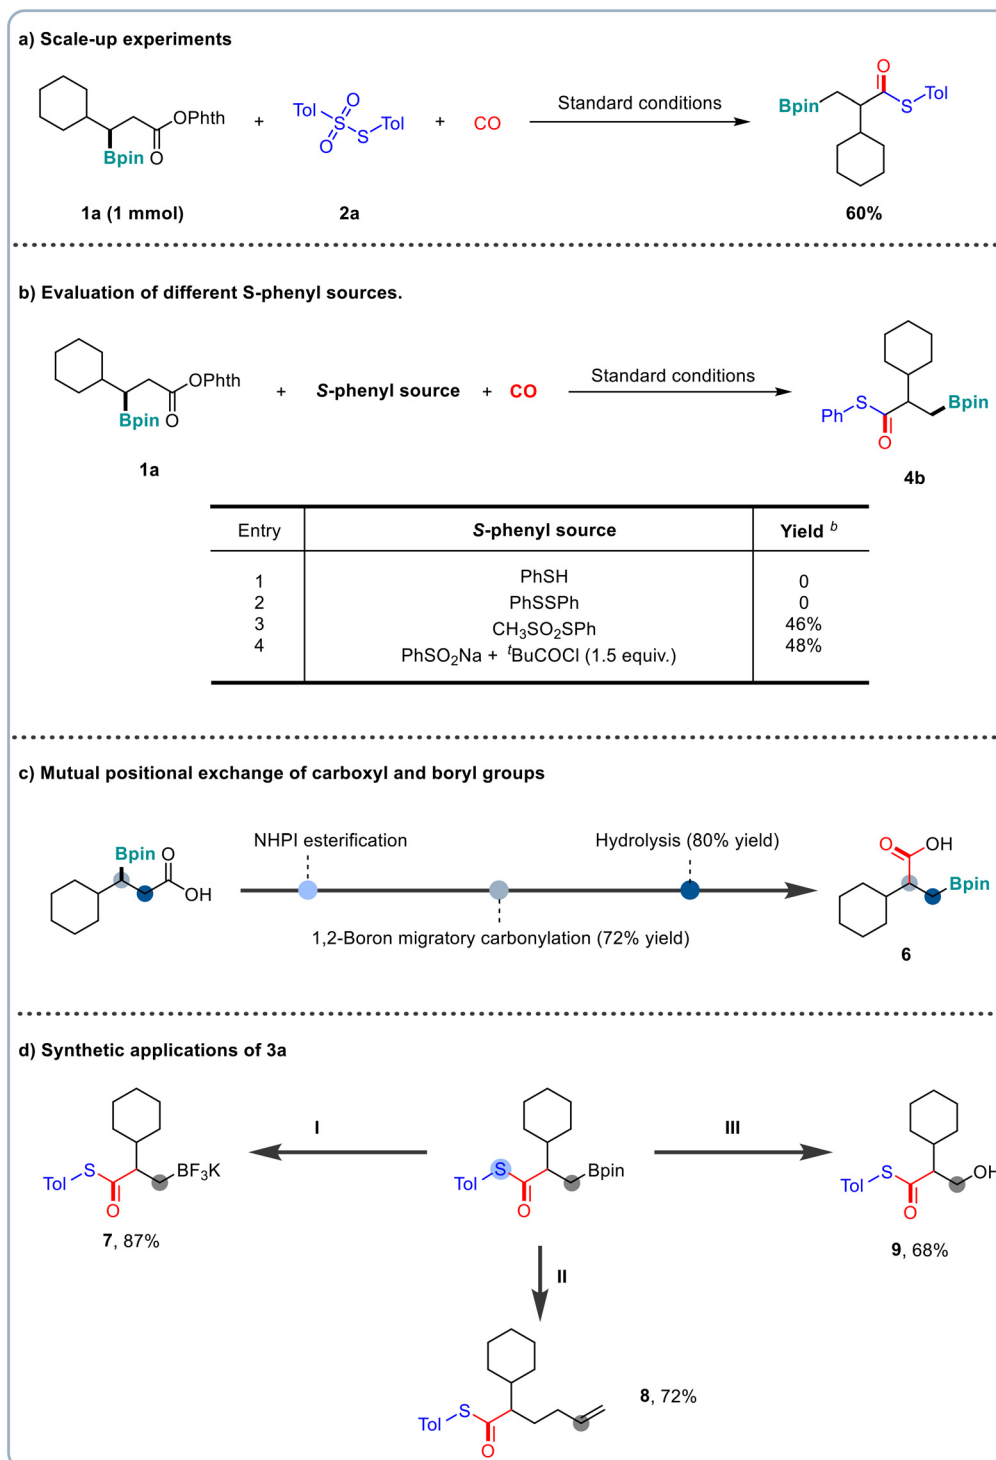 a) Scale-up experiments
OPhth
Bpin O
+
Tol O
S
O S Tol
+
CO
Standard conditions
O
Bpin S Tol
1a (1 mmol)
2a
60%
b) Evaluation of different S-phenyl sources.
OPhth
Bpin O
+
S-phenyl source
+
CO
Standard conditions
Ph S Bpin
O
1a
4b
Entry S-phenyl source Yield b
1 PhSH 0
2 PhSSPh 0
3 CH3SO2SPh 46%
4 PhSO2Na + tBuCOCl (1.5 equiv.) 48%
c) Mutual positional exchange of carboxyl and boryl groups
Bpin O
OH
NHPI esterification
Hydrolysis (80% yield)
1,2-Boron migratory carbonylation (72% yield)
O OH
Bpin
6
d) Synthetic applications of 3a
Tol S BF3K
O
7, 87%
I
Tol S Bpin
O
III
Tol S OH
O
9, 68%
II
Tol S
O
8, 72%